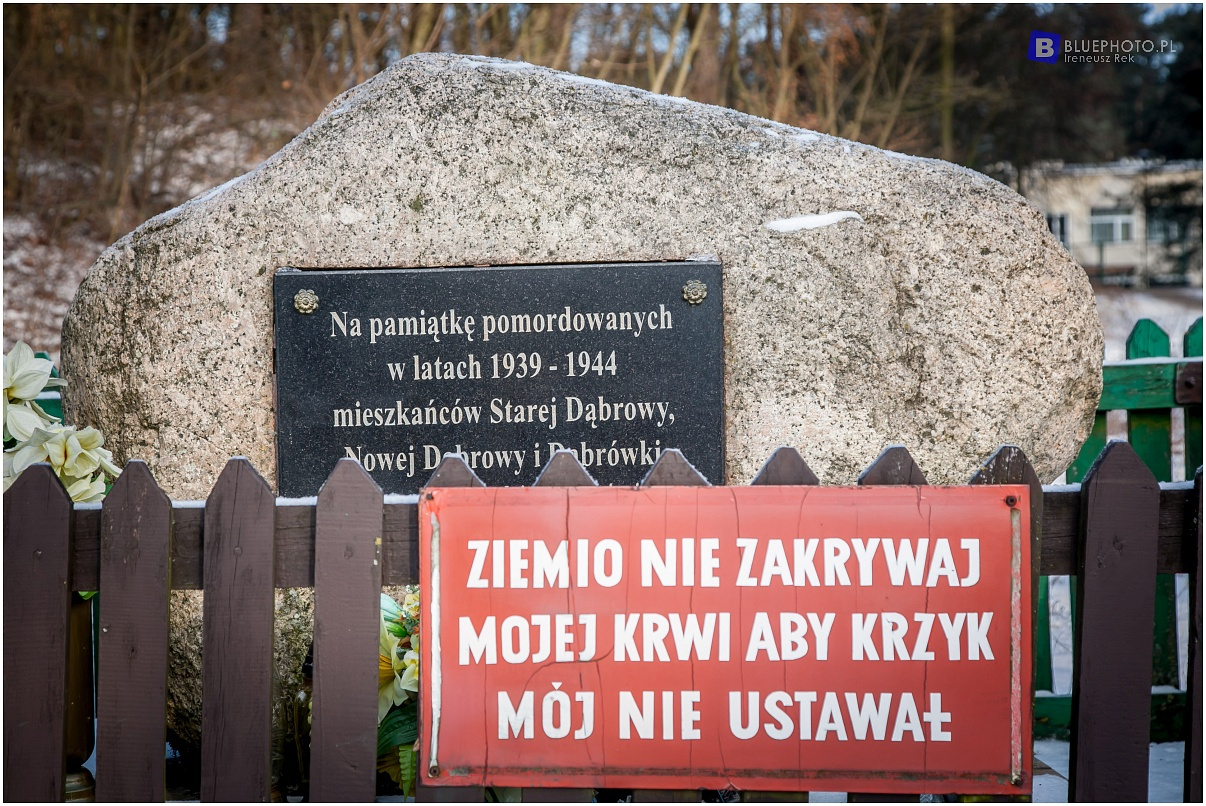 B BLUEPHOTO.PL
Ireneusz Rek
Na pamiątkę pomordowanych
w latach 1939 - 1944
mieszkańców Starej Dąbrowy,
Nowej Dąbrowy i Dąbrówki
ZIEMIO NIE ZAKRYWAJ
MOJEJ KRWI ABY KRZYK
MÓJ NIE USTAWAŁ